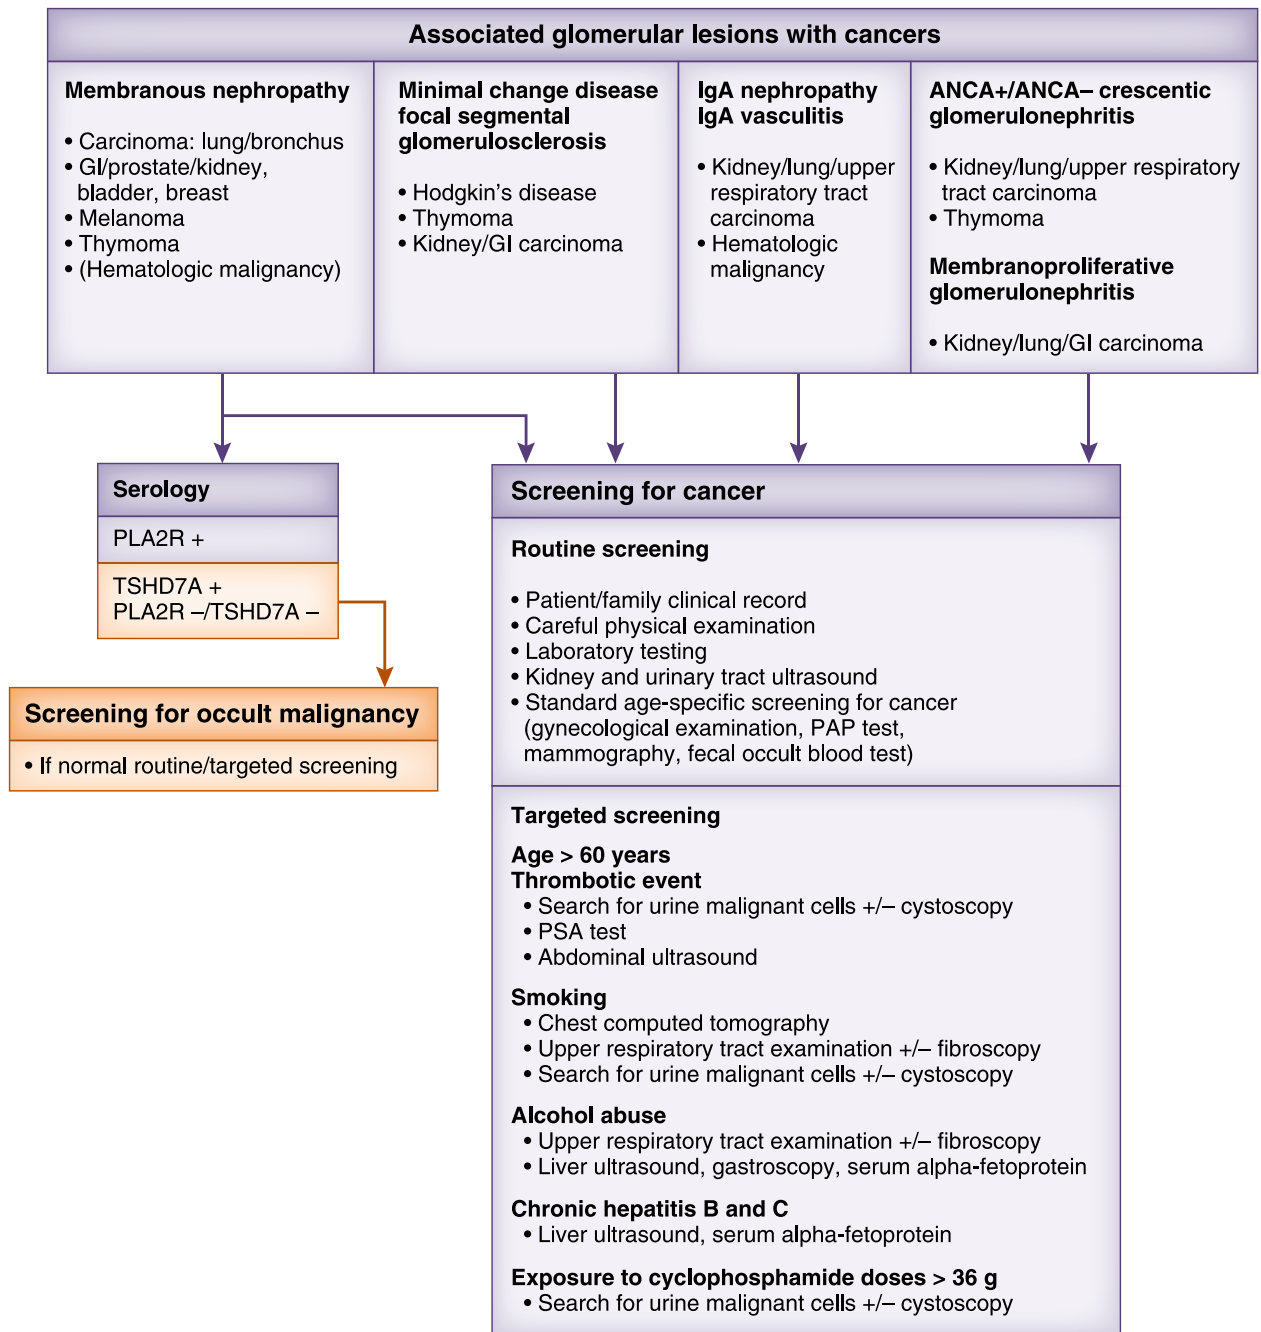 Associated glomerular lesions with cancers
Membranous nephropathy
• Carcinoma: lung/bronchus
• GI/prostate/kidney,
bladder, breast
• Melanoma
• Thymoma
• (Hematologic malignancy)
Minimal change disease
focal segmental
glomerulosclerosis
• Hodgkin's disease
• Thymoma
• Kidney/GI carcinoma
IgA nephropathy
IgA vasculitis
• Kidney/lung/upper
respiratory tract
carcinoma
• Hematologic
malignancy
ANCA+/ANCA– crescentic
glomerulonephritis
• Kidney/lung/upper respiratory
tract carcinoma
• Thymoma
Membranoproliferative
glomerulonephritis
• Kidney/lung/GI carcinoma
Serology
PLA2R +
TSHD7A +
PLA2R –/TSHD7A –
Screening for occult malignancy
• If normal routine/targeted screening
Screening for cancer
Routine screening
• Patient/family clinical record
• Careful physical examination
• Laboratory testing
• Kidney and urinary tract ultrasound
• Standard age-specific screening for cancer
(gynecological examination, PAP test,
mammography, fecal occult blood test)
Targeted screening
Age > 60 years
Thrombotic event
• Search for urine malignant cells +/– cystoscopy
• PSA test
• Abdominal ultrasound
Smoking
• Chest computed tomography
• Upper respiratory tract examination +/– fibroscopy
• Search for urine malignant cells +/– cystoscopy
Alcohol abuse
• Upper respiratory tract examination +/– fibroscopy
• Liver ultrasound, gastroscopy, serum alpha-fetoprotein
Chronic hepatitis B and C
• Liver ultrasound, serum alpha-fetoprotein
Exposure to cyclophosphamide doses > 36 g
• Search for urine malignant cells +/– cystoscopy